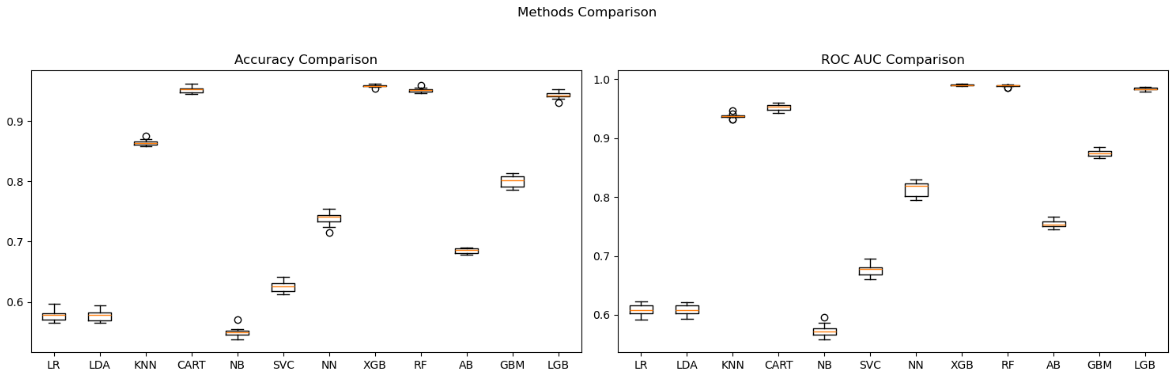 Methods Comparison
Accuracy Comparison
0.9
0.8
0.7
0.6
LR LDA KNN CART NB SVC NN XGB RF AB GBM LGB
ROC AUC Comparison
1.0
0.9
0.8
0.7
0.6
LR LDA KNN CART NB SVC NN XGB RF AB GBM LGB